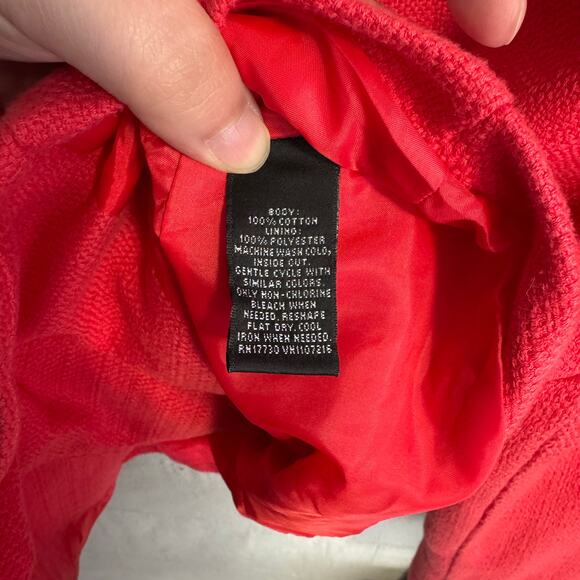 BODY:
100% COTTON
LINING:
100% POLYESTER
MACHINE WASH COLD,
INSIDE OUT.
GENTLE CYCLE WITH
SIMILAR COLORS.
ONLY NON-CHLORINE
BLEACH WHEN
NEEDED. RESHAPE
FLAT DRY. COOL
IRON WHEN NEEDED.
RN17730 VN1107216